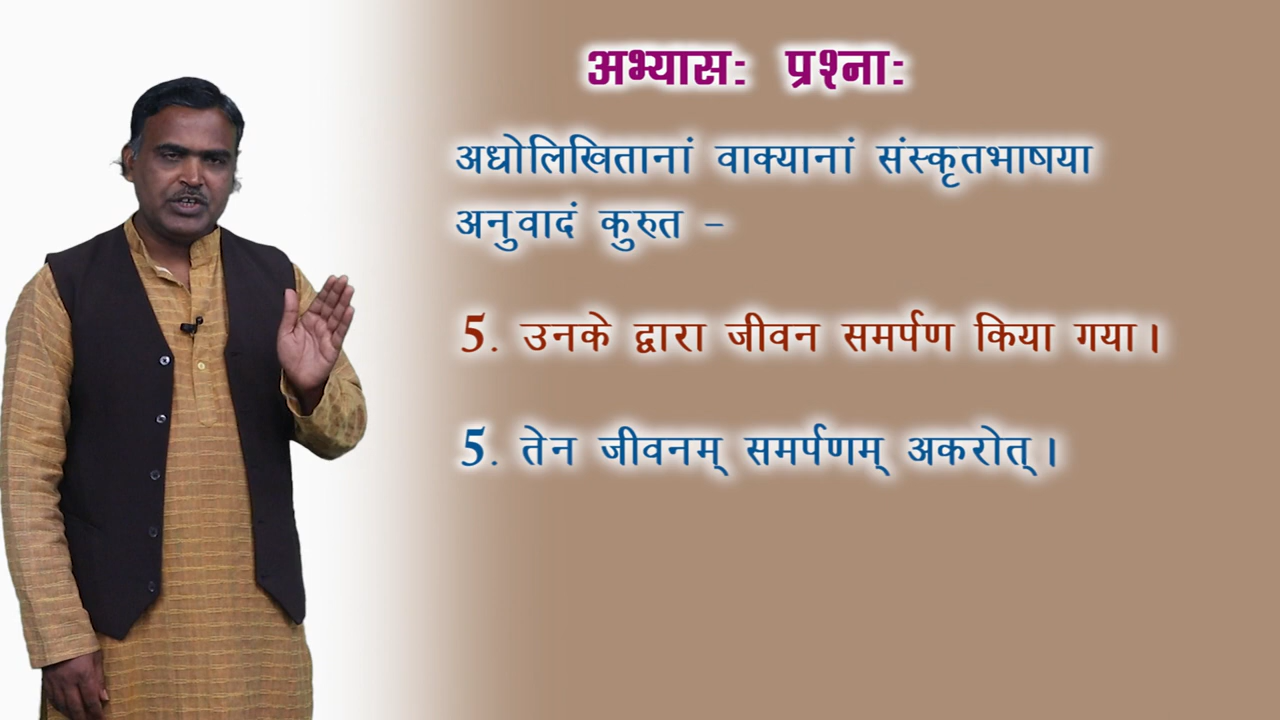 अभ्यासः प्रश्नाः
अधोलिखितानां वाक्यानां संस्कृतभाषया
अनुवादं कुरुत –
5. उनके द्वारा जीवन समर्पण किया गया।
5. तेन जीवनम् समर्पणम् अकरोत्।